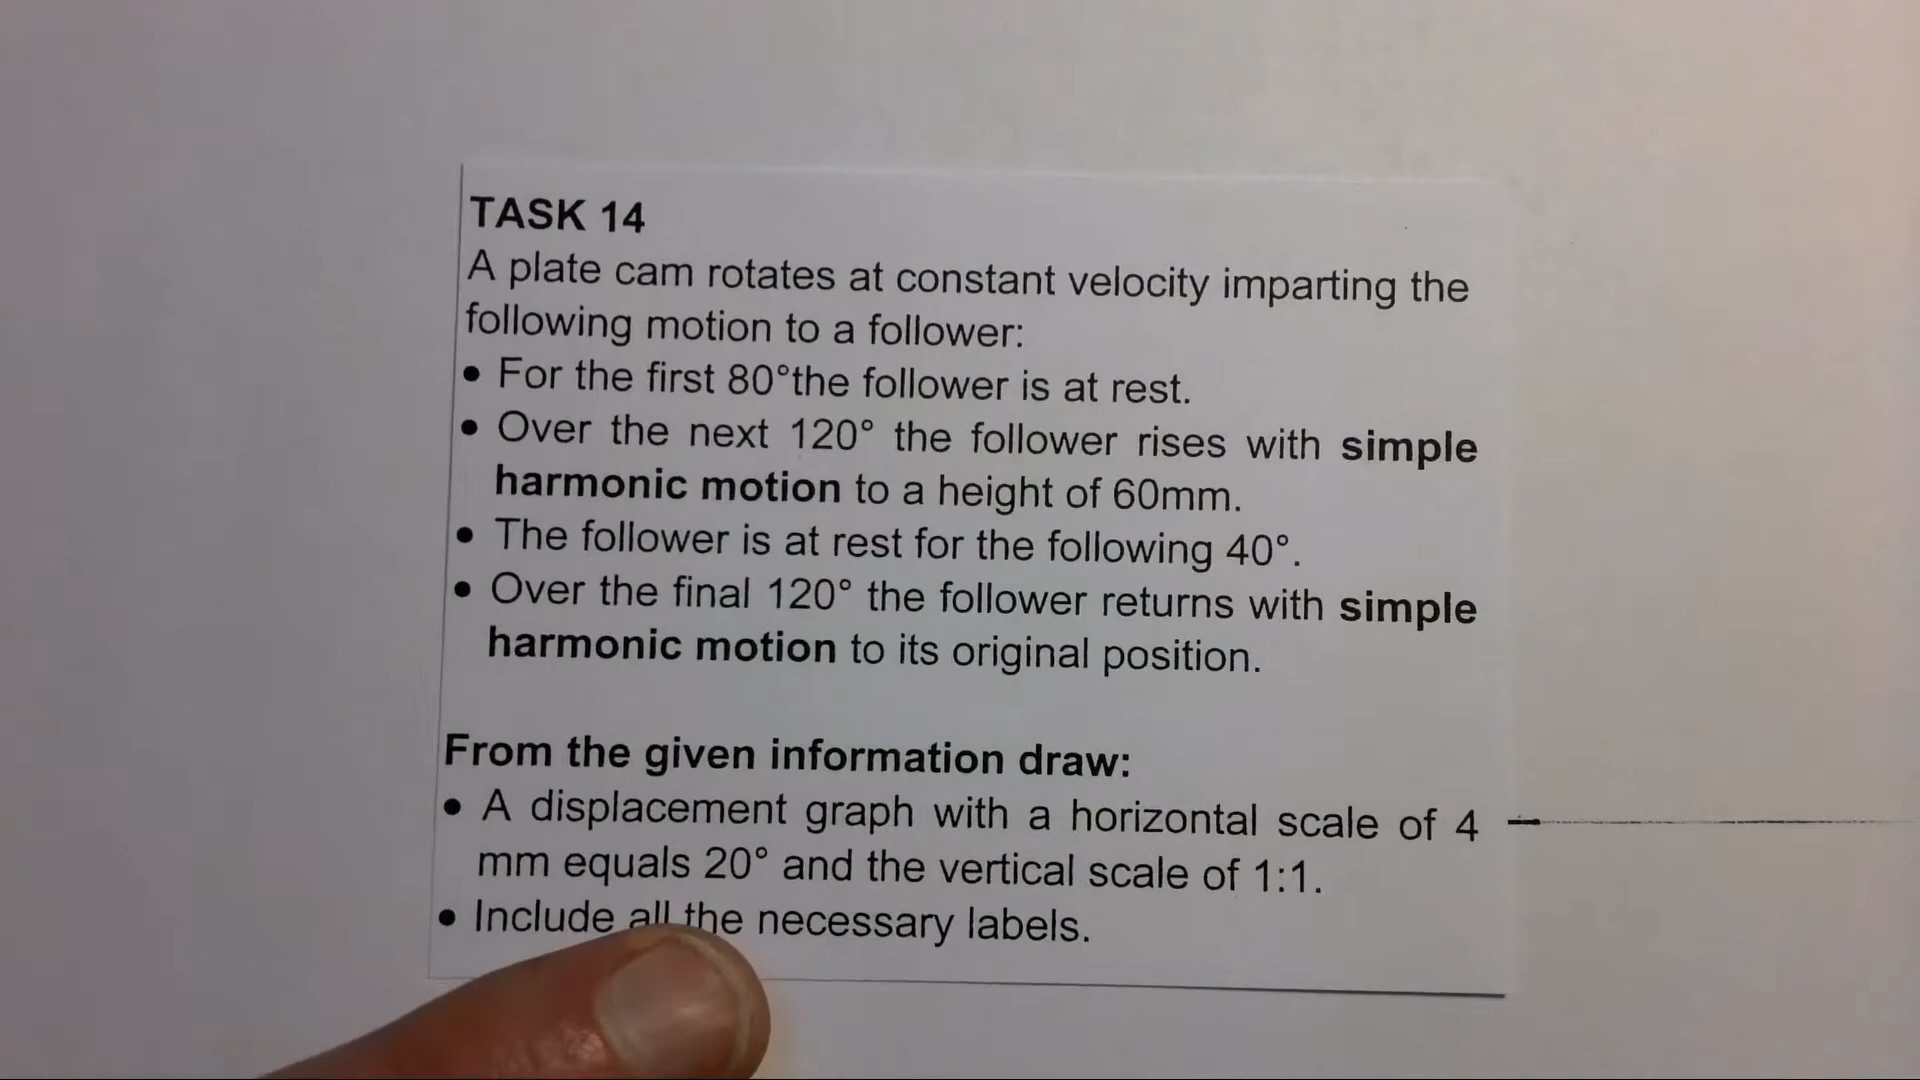 TASK 14
A plate cam rotates at constant velocity imparting the
following motion to a follower:
• For the first 80°the follower is at rest.
• Over the next 120° the follower rises with simple
harmonic motion to a height of 60mm.
• The follower is at rest for the following 40°.
• Over the final 120° the follower returns with simple
harmonic motion to its original position.
From the given information draw:
• A displacement graph with a horizontal scale of 4
mm equals 20° and the vertical scale of 1:1.
• Include all the necessary labels.